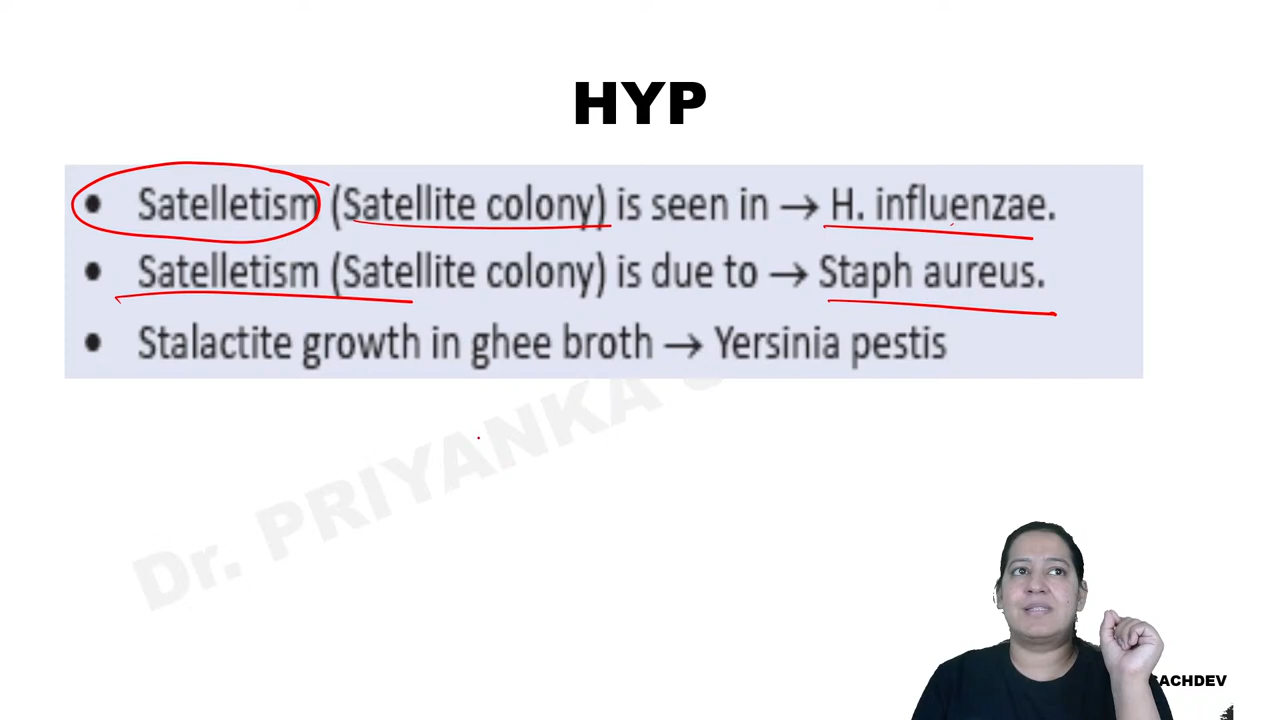 HYP
• Satelletism (Satellite colony) is seen in → H. influenzae.
• Satelletism (Satellite colony) is due to → Staph aureus.
• Stalactite growth in ghee broth → Yersinia pestis
Dr. PRIYANKA S
SACHDEV